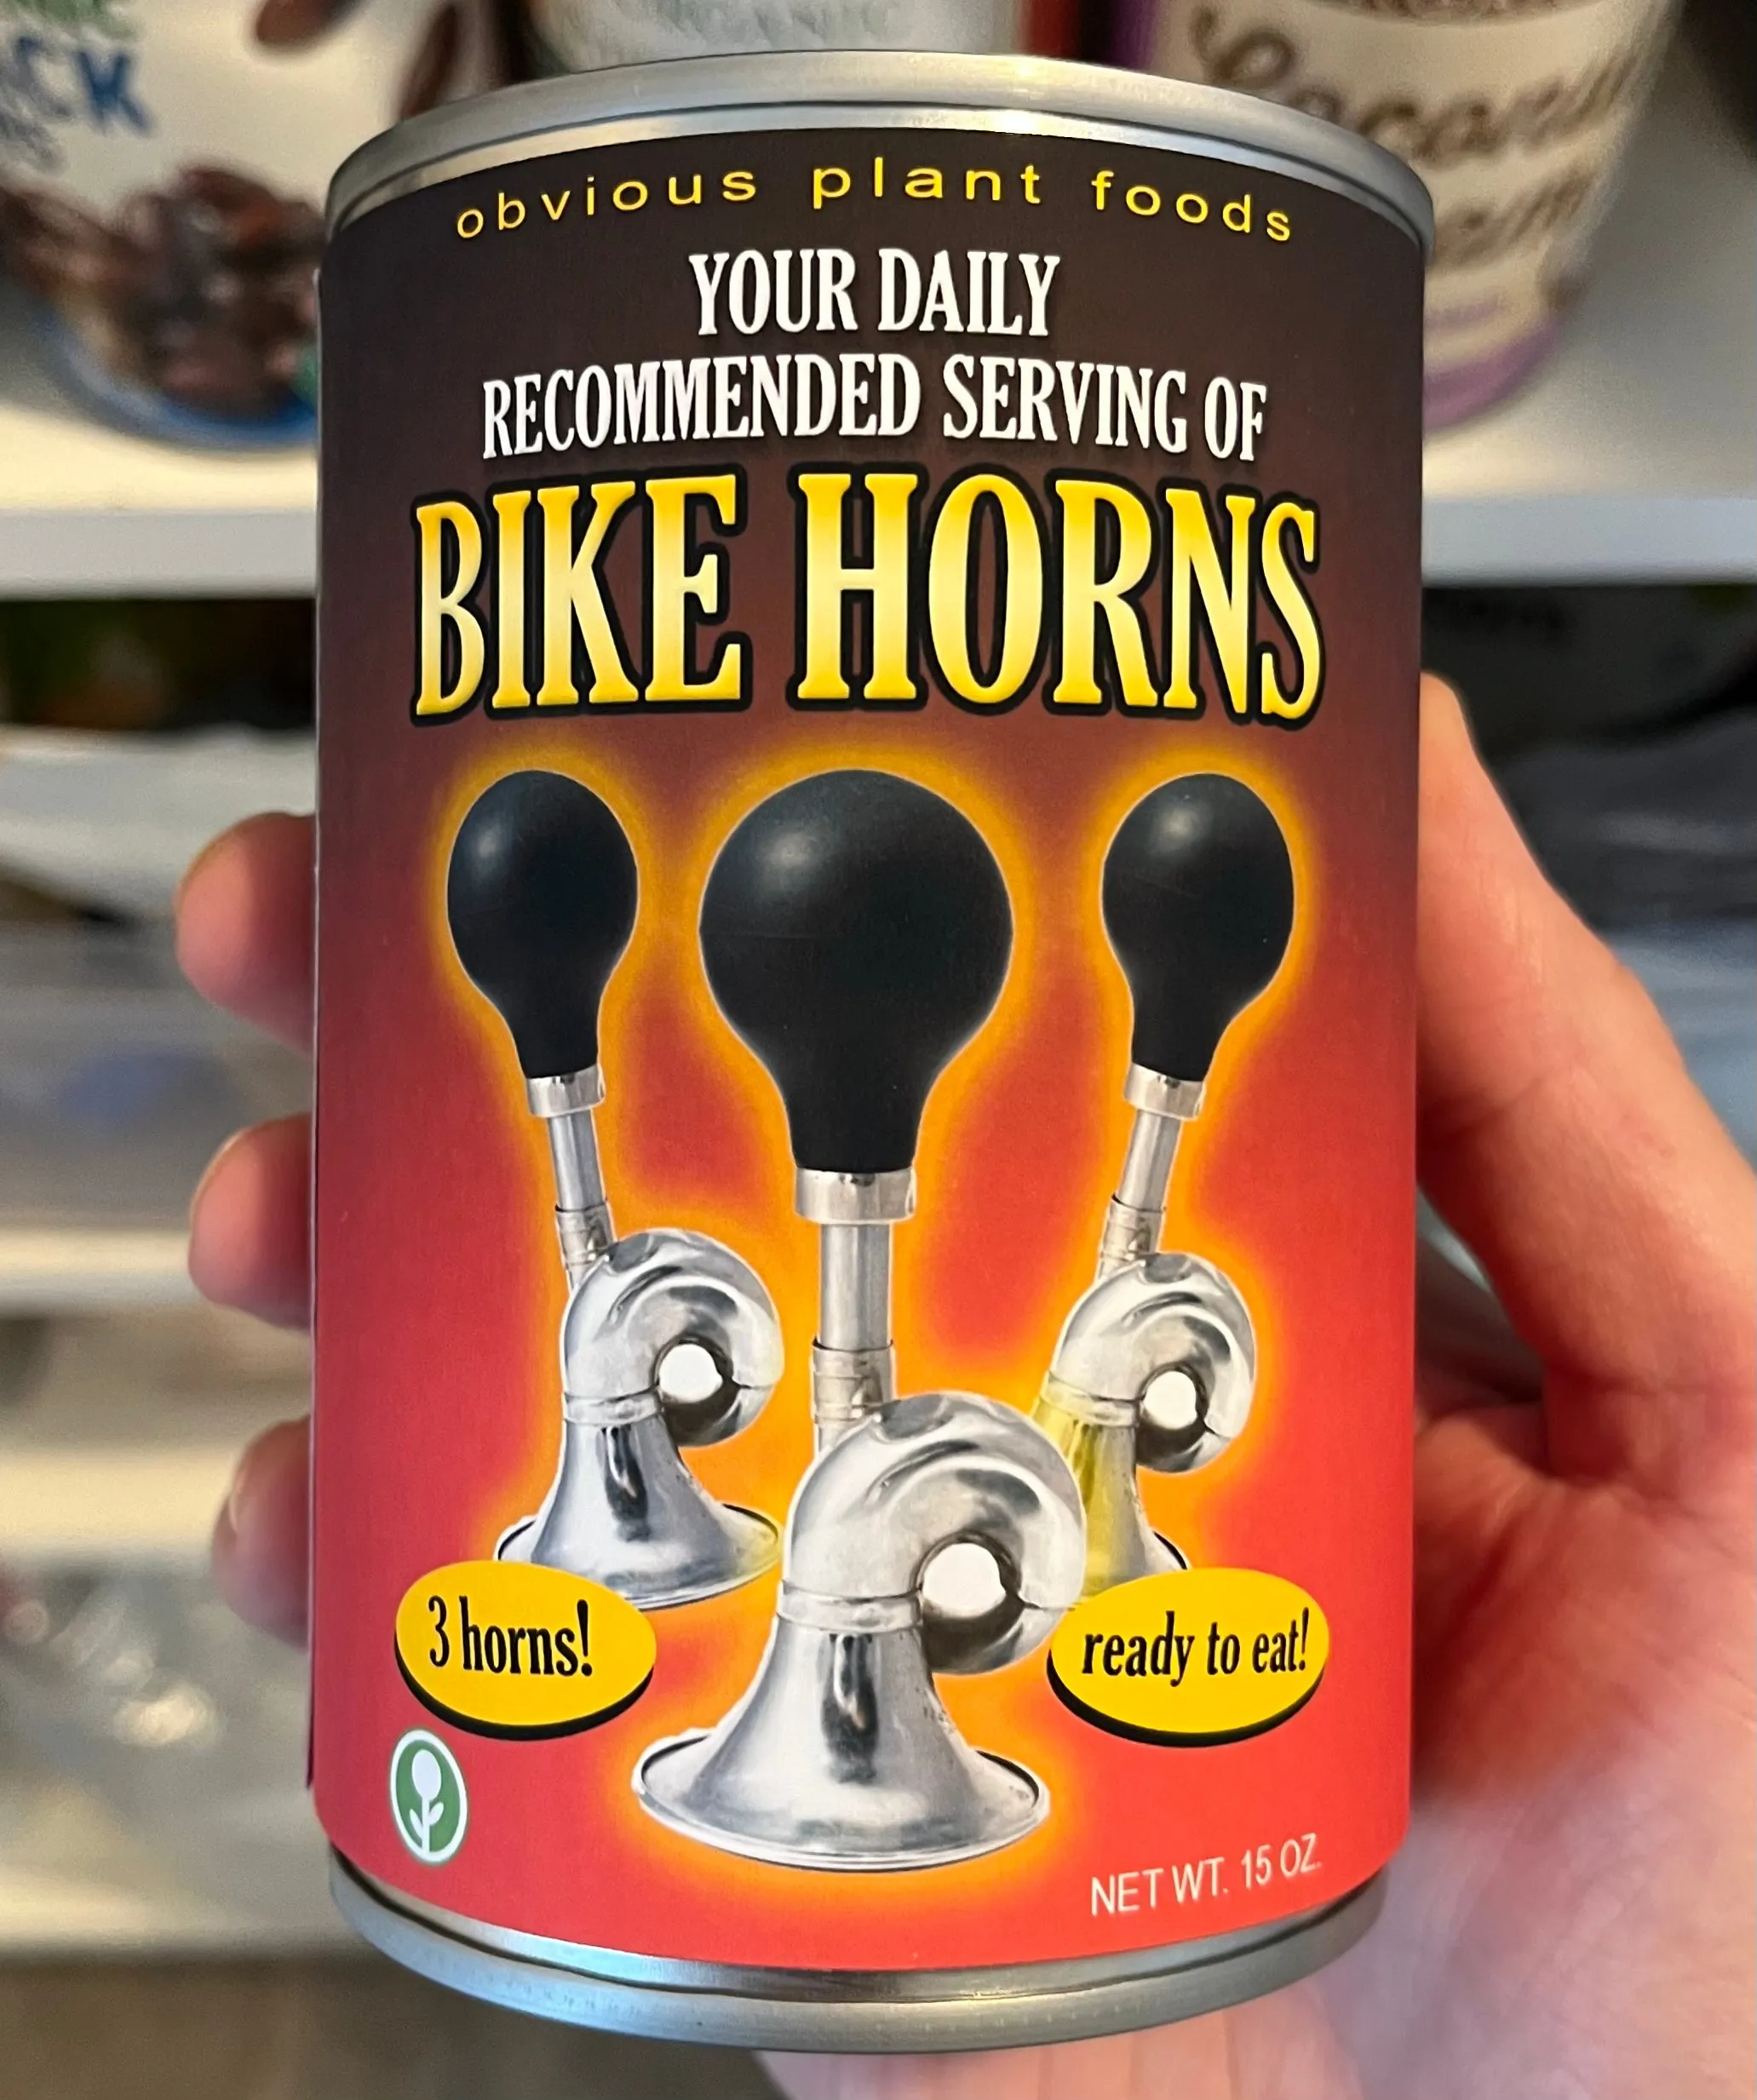 obvious plant foods
YOUR DAILY
RECOMMENDED SERVING OF
BIKE HORNS
3 horns!
ready to eat!
NET WT. 15 OZ.